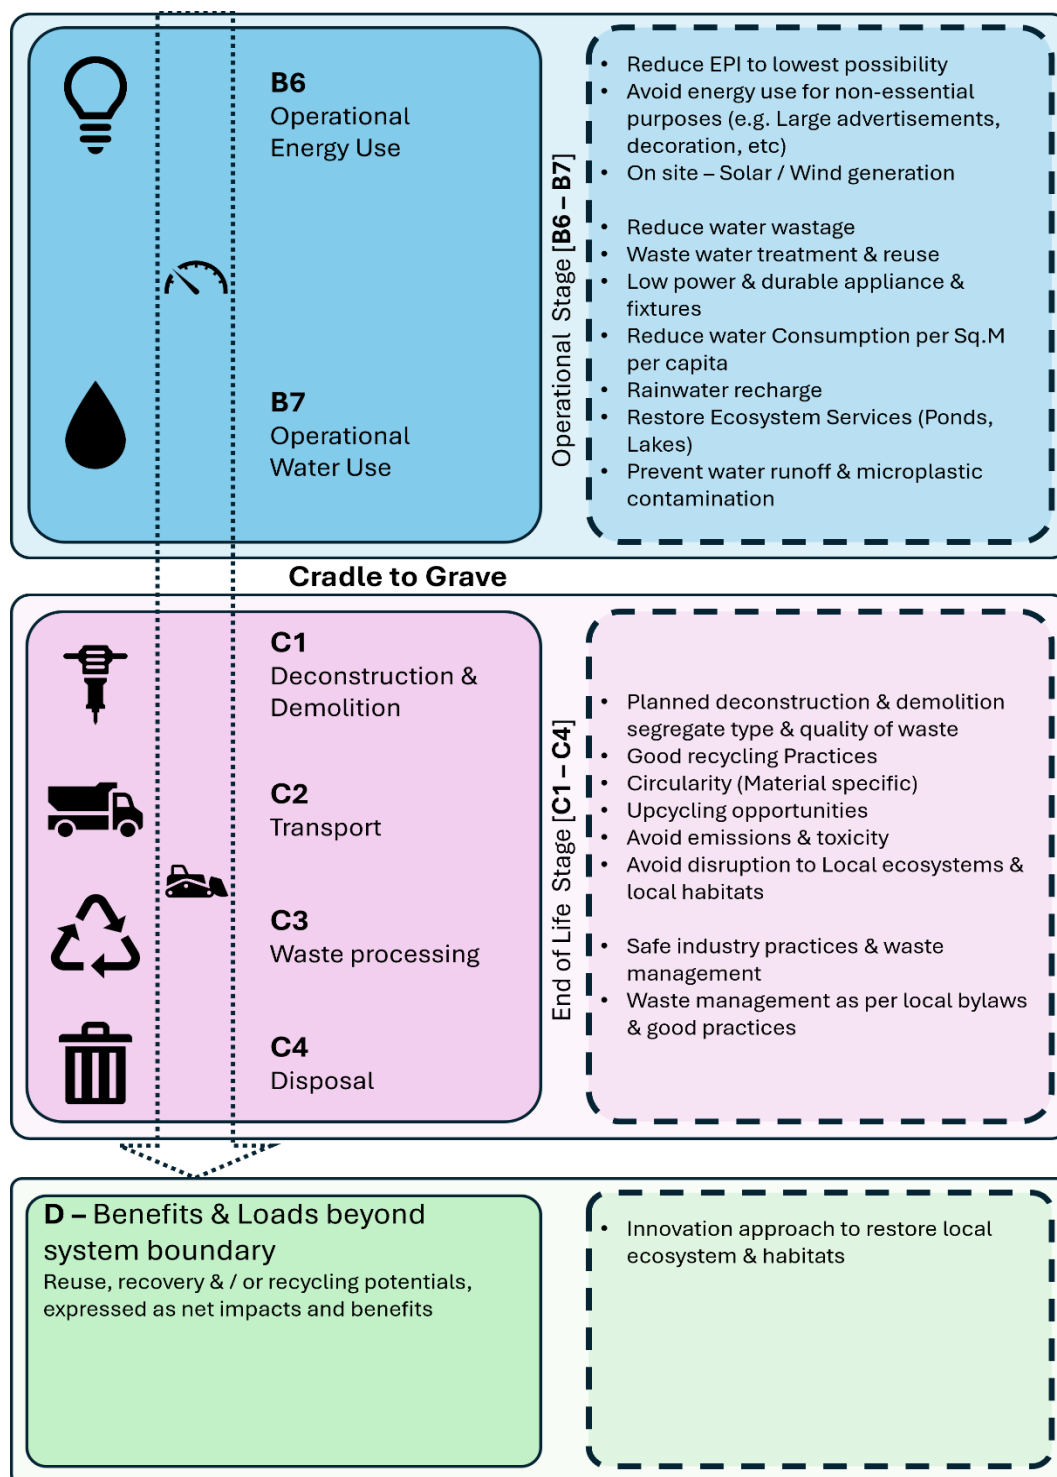 B6
Operational
Energy Use
B7
Operational
Water Use
Operational Stage [B6 – B7]
• Reduce EPI to lowest possibility
• Avoid energy use for non-essential
purposes (e.g. Large advertisements,
decoration, etc)
• On site – Solar / Wind generation
• Reduce water wastage
• Waste water treatment & reuse
• Low power & durable appliance &
fixtures
• Reduce water Consumption per Sq.M
per capita
• Rainwater recharge
• Restore Ecosystem Services (Ponds,
Lakes)
• Prevent water runoff & microplastic
contamination
Cradle to Grave
C1
Deconstruction &
Demolition
C2
Transport
C3
Waste processing
C4
Disposal
End of Life Stage [C1 – C4]
• Planned deconstruction & demolition
segregate type & quality of waste
• Good recycling Practices
• Circularity (Material specific)
• Upcycling opportunities
• Avoid emissions & toxicity
• Avoid disruption to Local ecosystems &
local habitats
• Safe industry practices & waste
management
• Waste management as per local bylaws
& good practices
D – Benefits & Loads beyond
system boundary
Reuse, recovery & / or recycling potentials,
expressed as net impacts and benefits
• Innovation approach to restore local
ecosystem & habitats